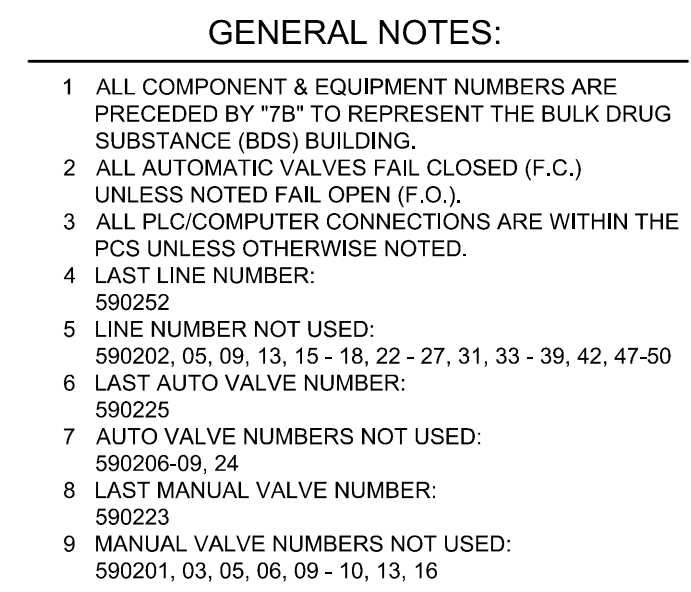 GENERAL NOTES:
1 ALL COMPONENT & EQUIPMENT NUMBERS ARE
PRECEDED BY "7B" TO REPRESENT THE BULK DRUG
SUBSTANCE (BDS) BUILDING.
2 ALL AUTOMATIC VALVES FAIL CLOSED (F.C.)
UNLESS NOTED FAIL OPEN (F.O.).
3 ALL PLC/COMPUTER CONNECTIONS ARE WITHIN THE
PCS UNLESS OTHERWISE NOTED.
4 LAST LINE NUMBER:
590252
5 LINE NUMBER NOT USED:
590202, 05, 09, 13, 15 - 18, 22 - 27, 31, 33 - 39, 42, 47-50
6 LAST AUTO VALVE NUMBER:
590225
7 AUTO VALVE NUMBERS NOT USED:
590206-09, 24
8 LAST MANUAL VALVE NUMBER:
590223
9 MANUAL VALVE NUMBERS NOT USED:
590201, 03, 05, 06, 09 - 10, 13, 16